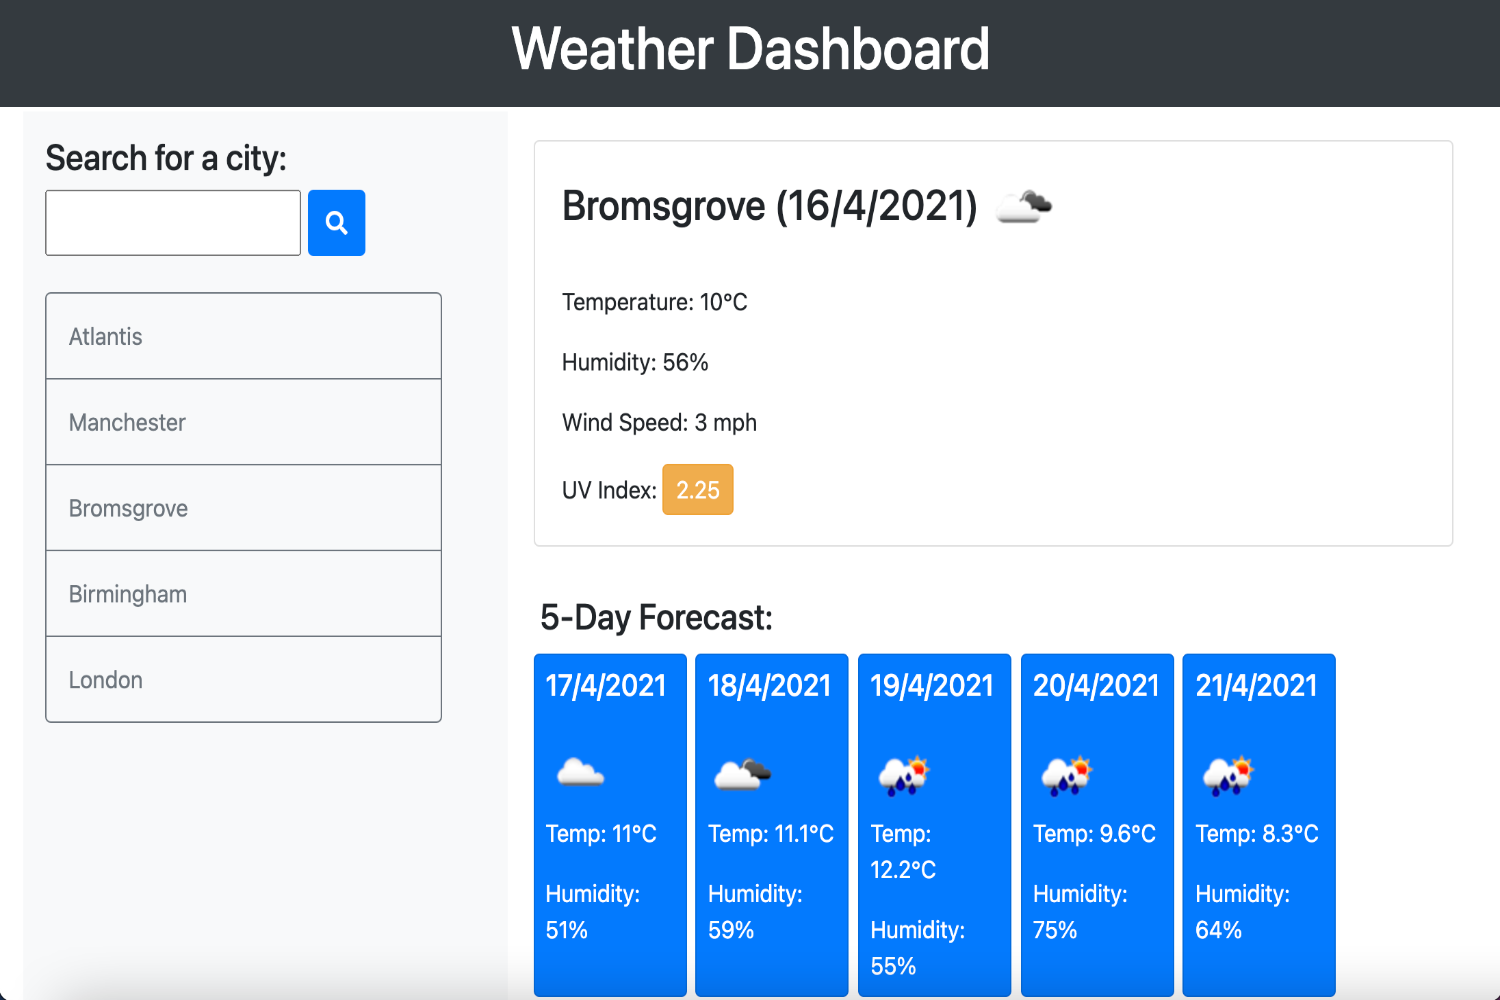 Weather Dashboard
Search for a city:
Atlantis
Manchester
Bromsgrove
Birmingham
London
Bromsgrove (16/4/2021)
Temperature: 10°C
Humidity: 56%
Wind Speed: 3 mph
UV Index: 2.25
5-Day Forecast:
17/4/2021
Temp: 11°C
Humidity:
51%
18/4/2021
Temp: 11.1°C
Humidity:
59%
19/4/2021
Temp:
12.2°C
Humidity:
55%
20/4/2021
Temp: 9.6°C
Humidity:
75%
21/4/2021
Temp: 8.3°C
Humidity:
64%